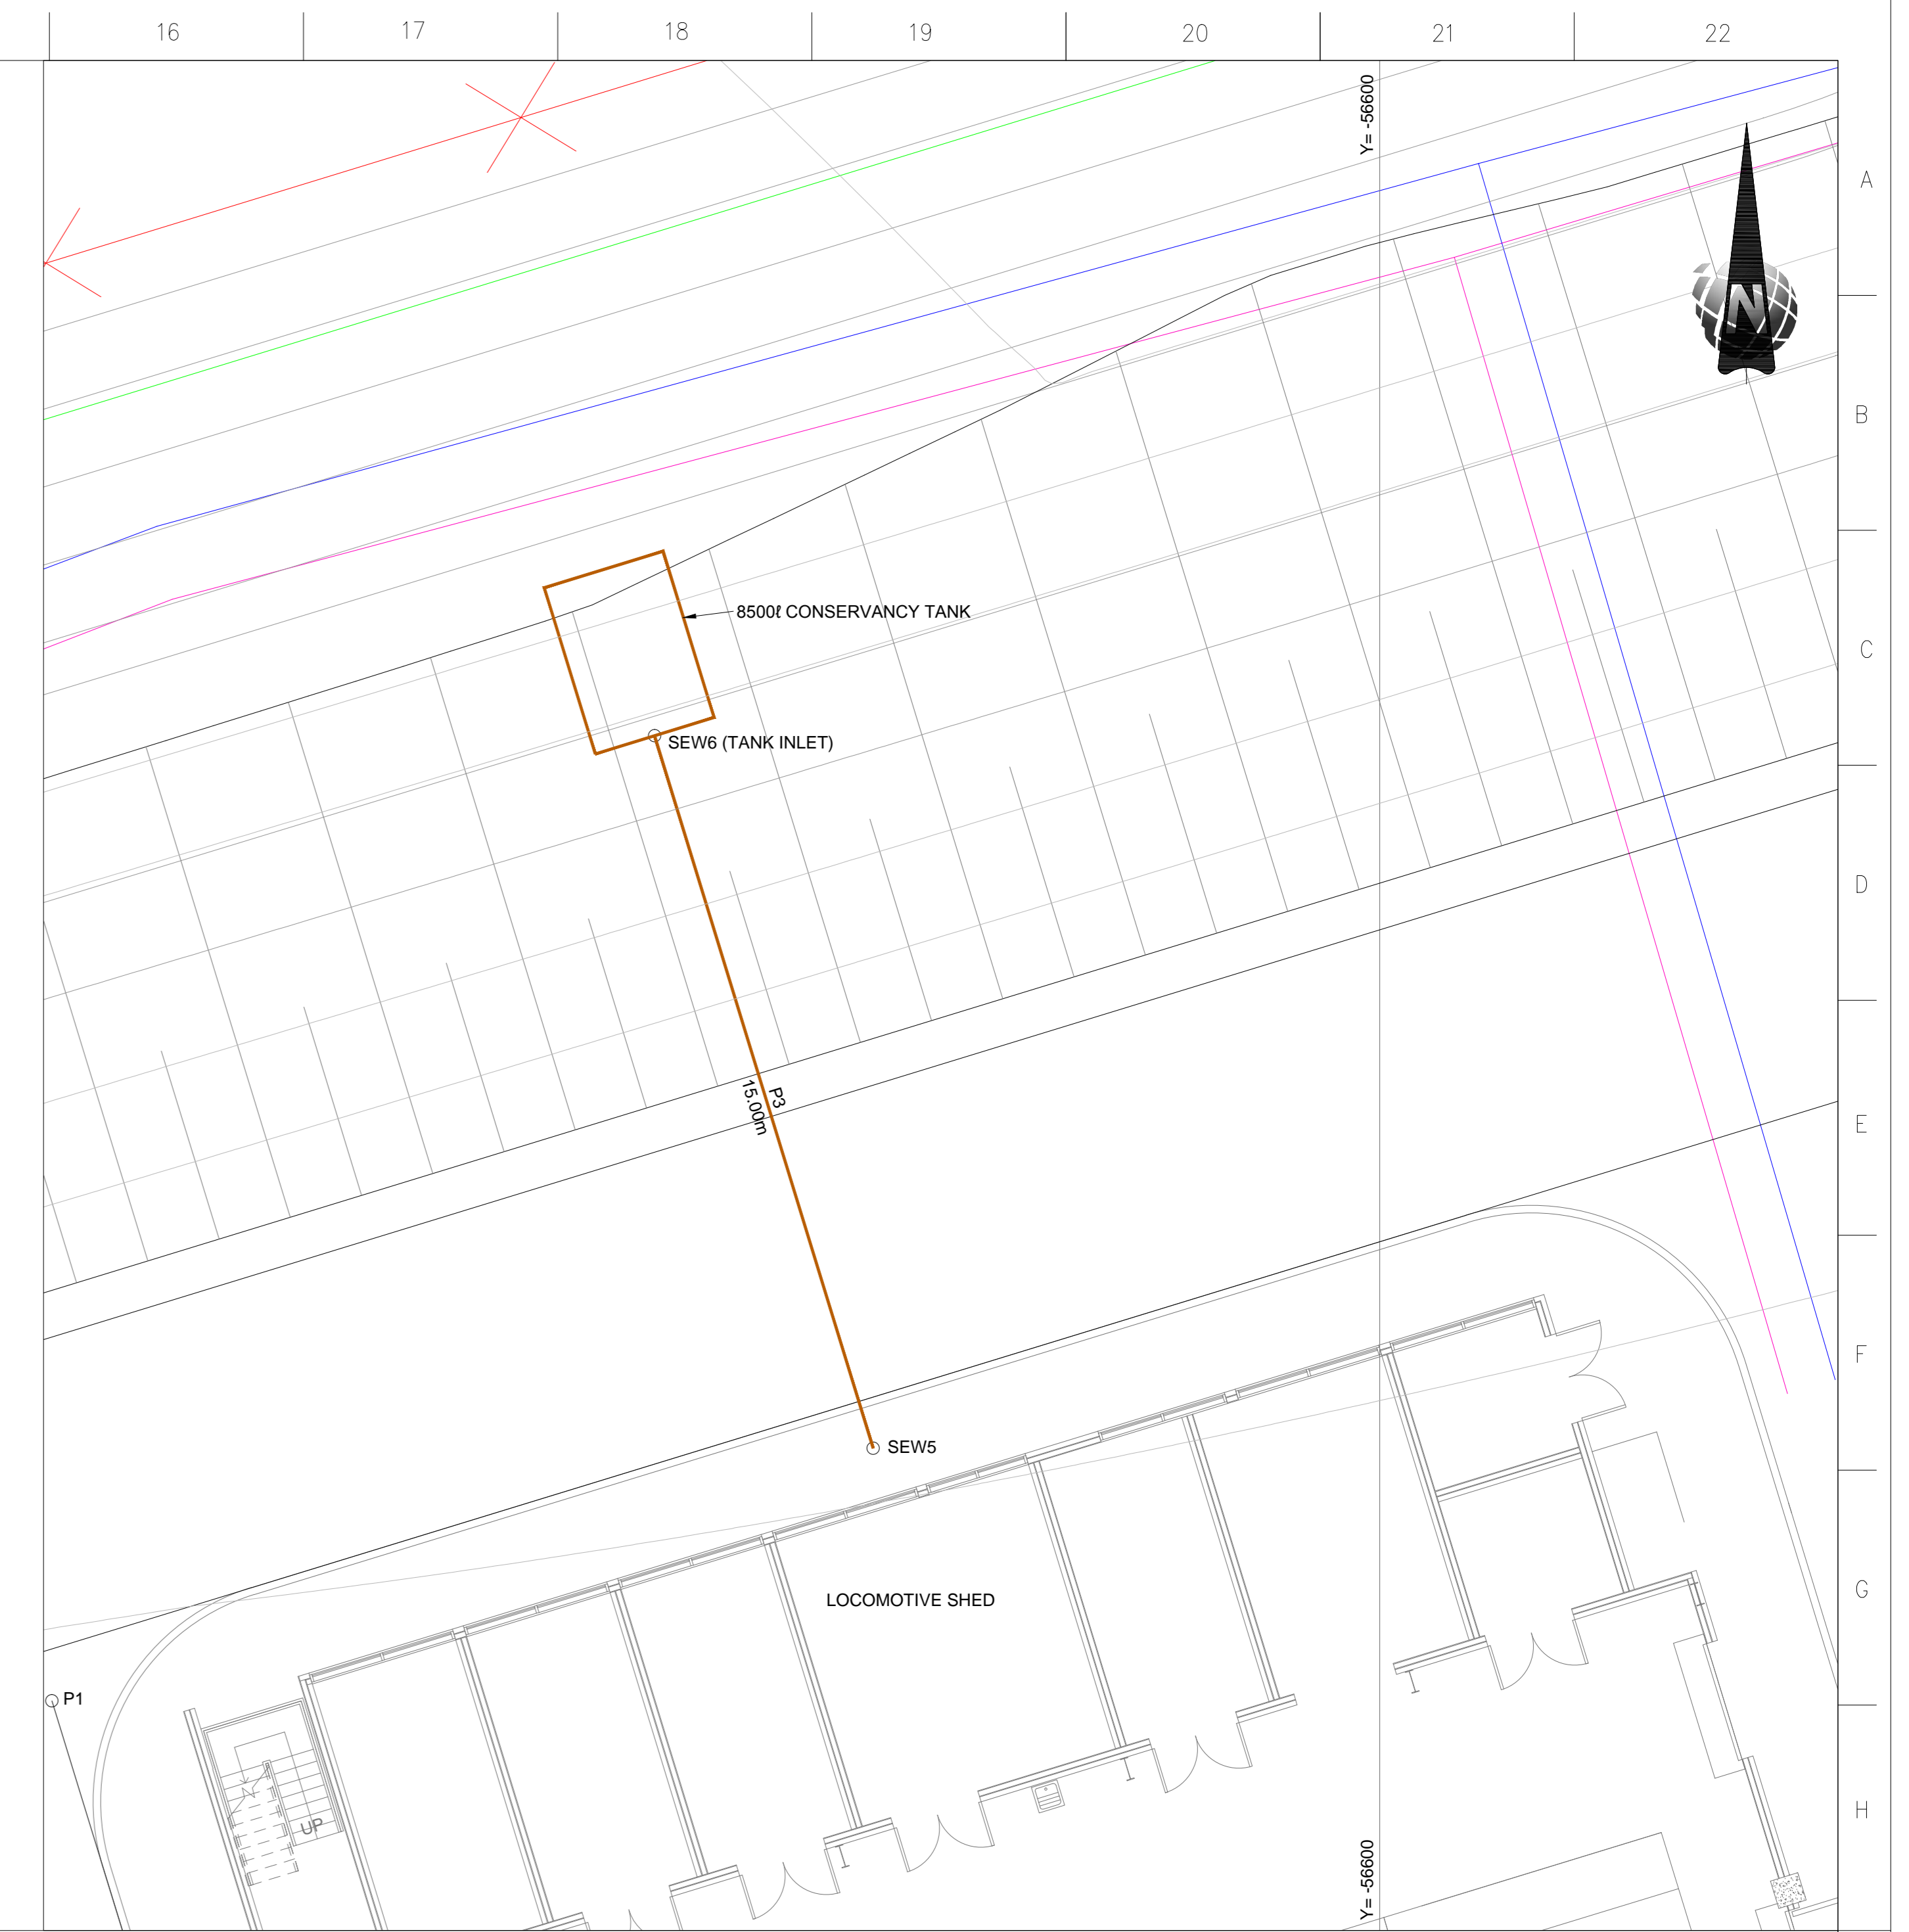 16 17 18 19 20 21 22
Y= -56600
A
N
B
8500ℓ CONSERVANCY TANK
C
SEW6 (TANK INLET)
D
P3
15.00m
E
F
SEW5
G
LOCOMOTIVE SHED
P1
H
UP
Y= -56600